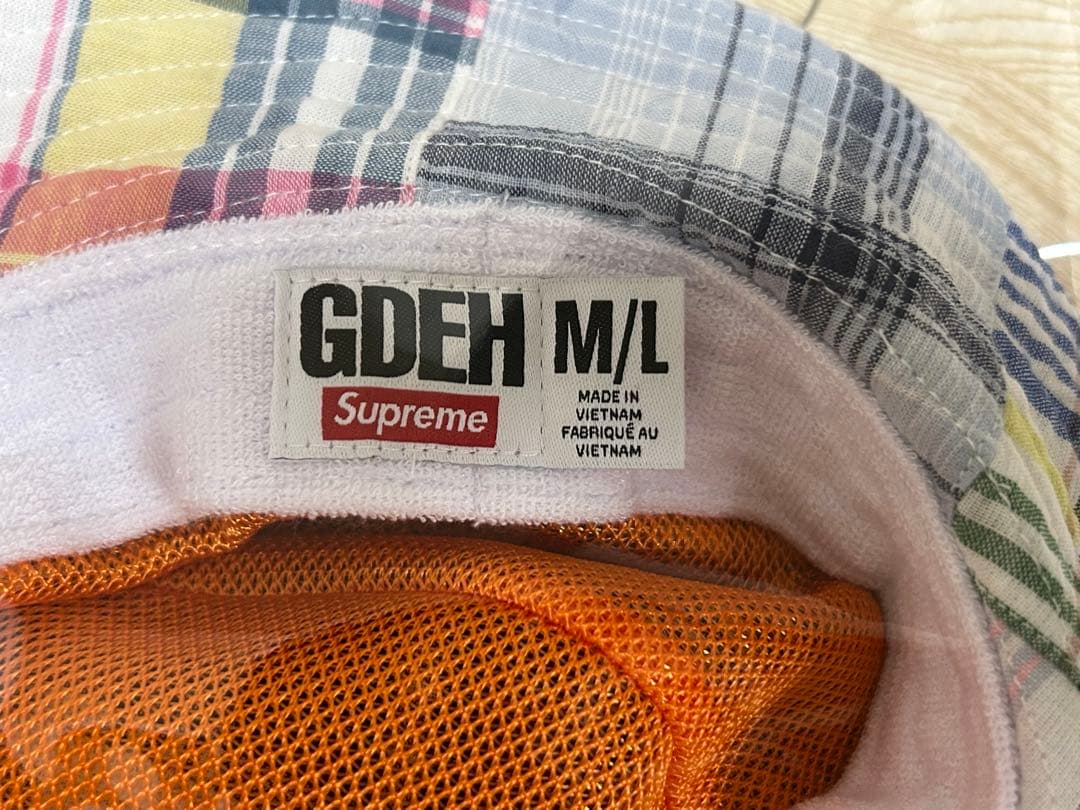 GDEH
Supreme
M/L
MADE IN
VIETNAM
FABRIQUÉ AU
VIETNAM